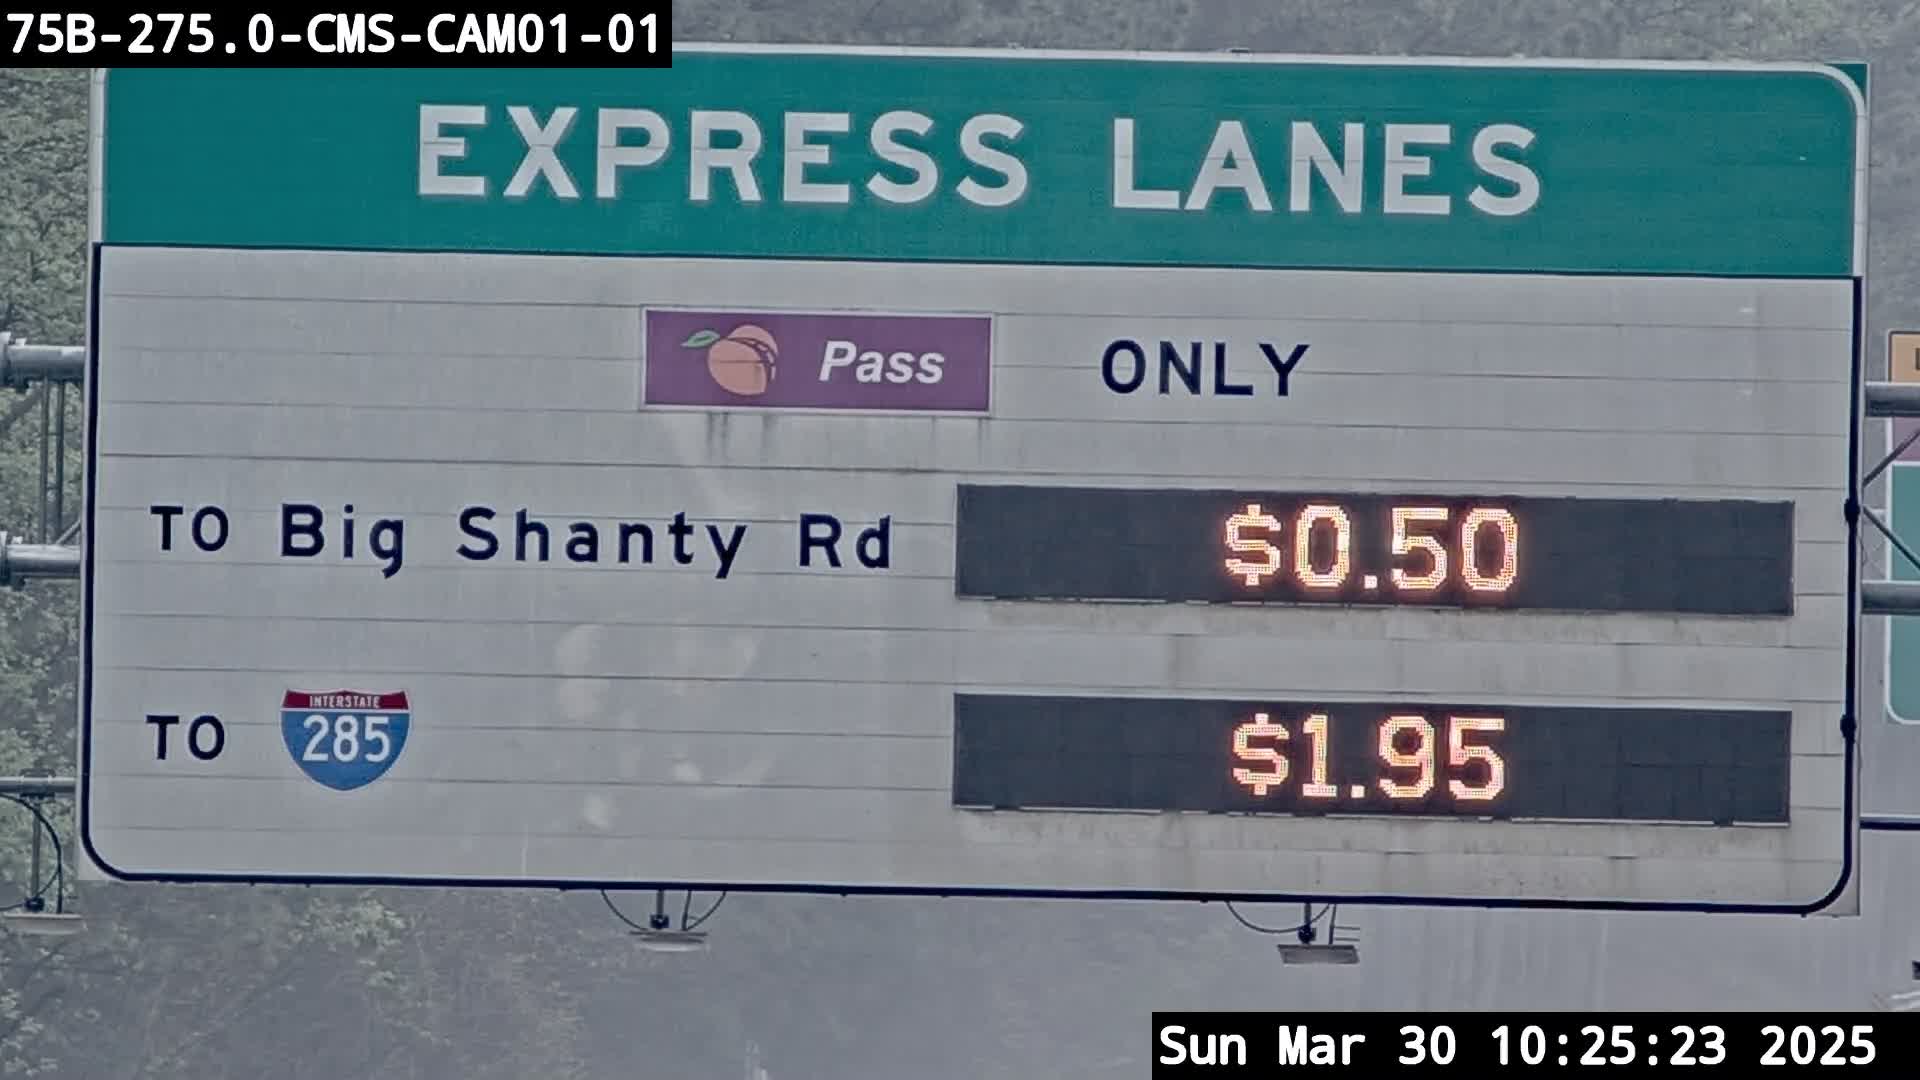 75B-275.0-CMS-CAM01-01
EXPRESS LANES
Pass ONLY
TO Big Shanty Rd $0.50
INTERSTATE
TO 285 $1.95
Sun Mar 30 10:25:23 2025